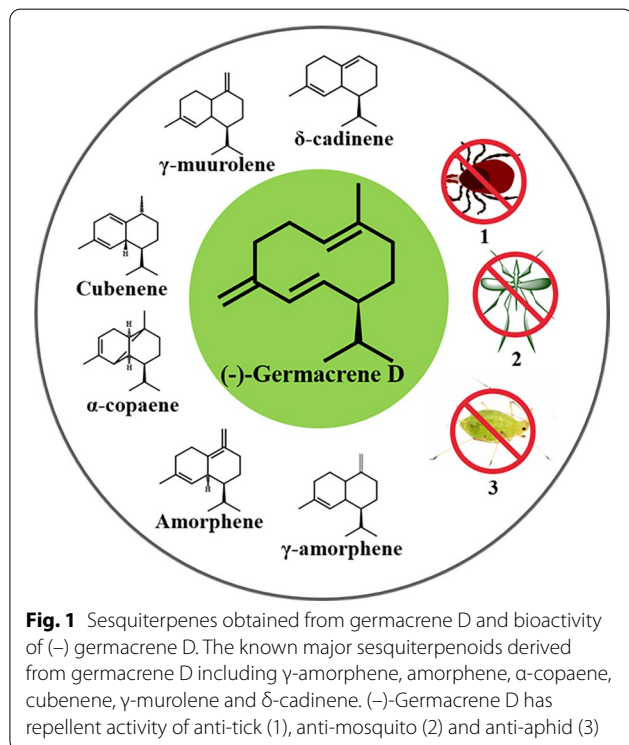 δ-cadinene
γ-muurolene
1
Cubenene
H
2
H
H
α-copaene
(-)-Germacrene D
3
H
Amorphene
γ-amorphene
Fig. 1 Sesquiterpenes obtained from germacrene D and bioactivity
of (–) germacrene D. The known major sesquiterpenoids derived
from germacrene D including γ-amorphene, amorphene, α-copaene,
cubenene, γ-murolene and δ-cadinene. (–)-Germacrene D has
repellent activity of anti-tick (1), anti-mosquito (2) and anti-aphid (3)